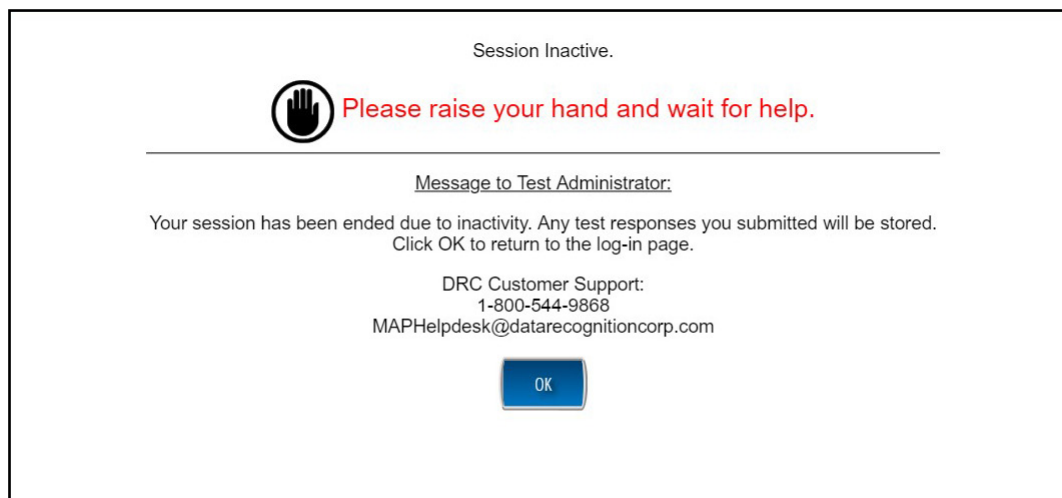 Session Inactive.
Please raise your hand and wait for help.
Message to Test Administrator:
Your session has been ended due to inactivity. Any test responses you submitted will be stored.
Click OK to return to the log-in page.
DRC Customer Support:
1-800-544-9868
MAPHelpdesk@datarecognitioncorp.com
OK